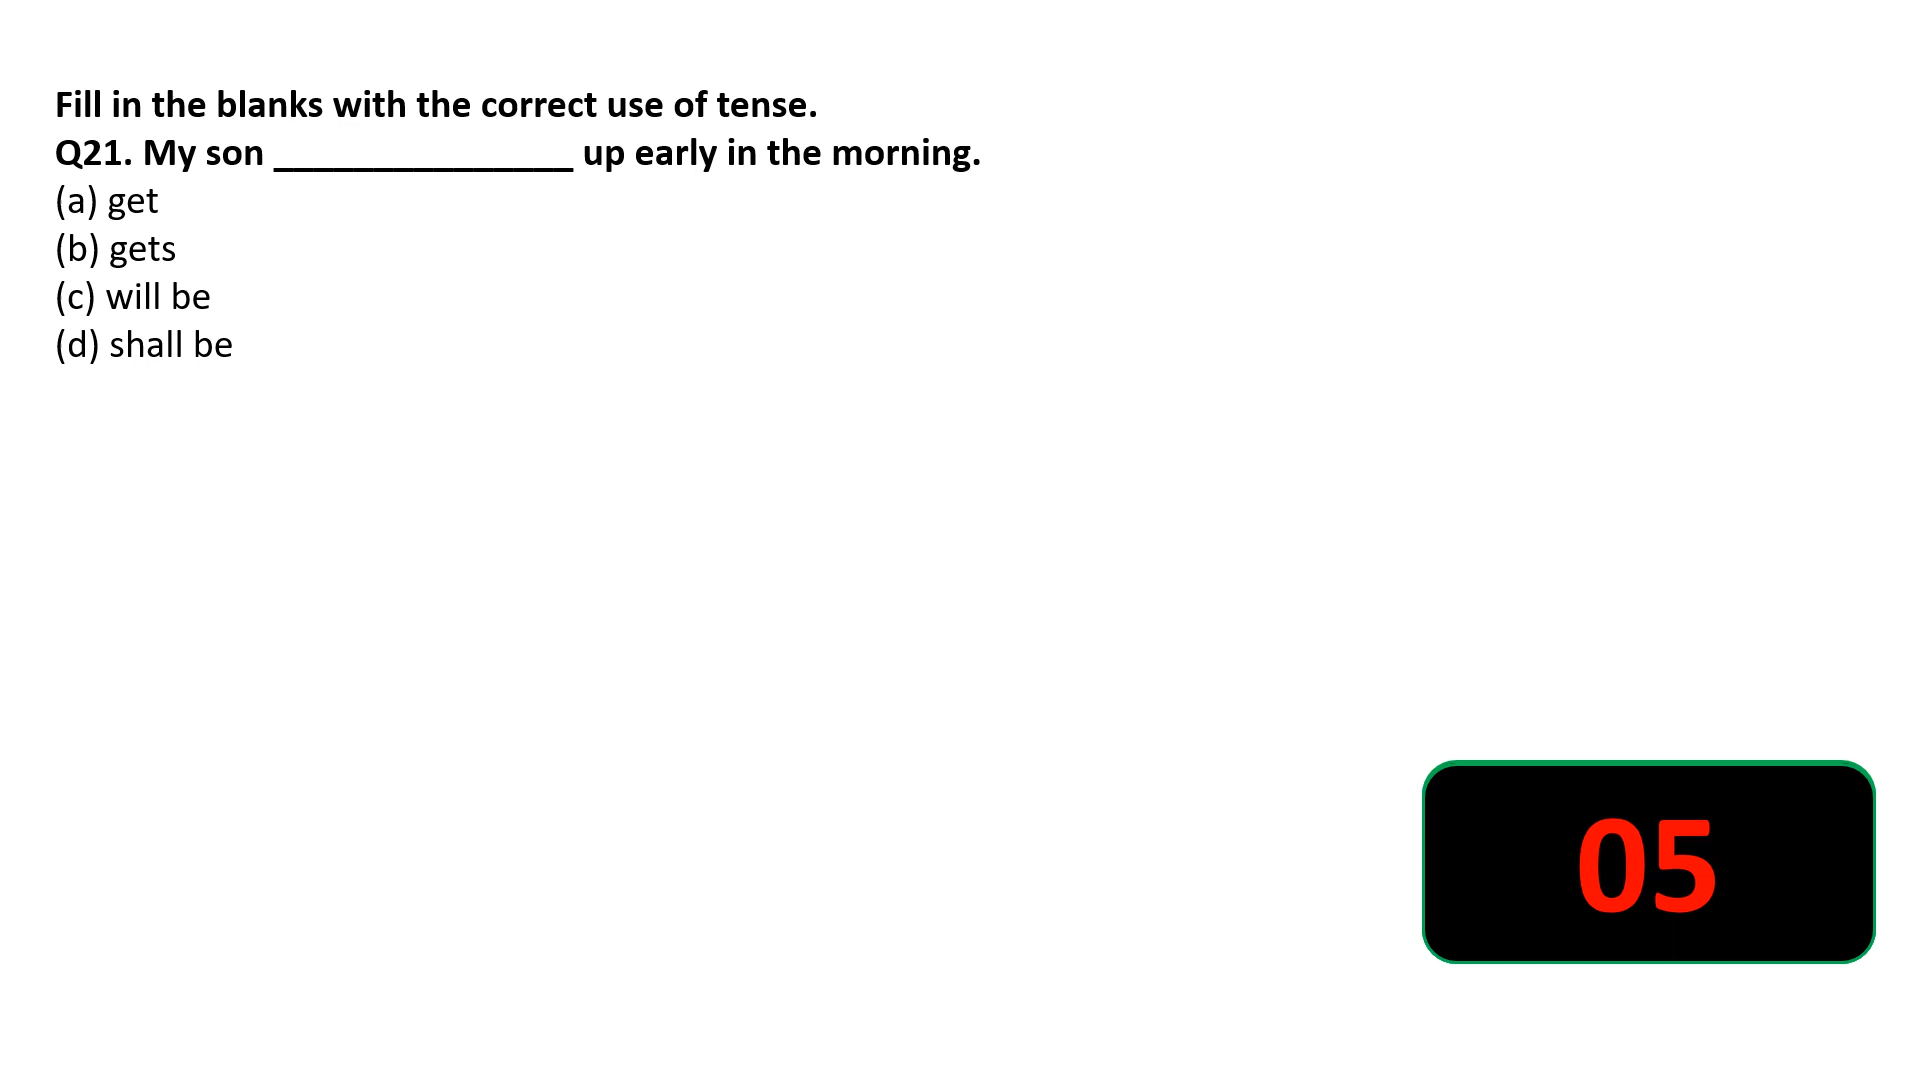 Fill in the blanks with the correct use of tense.
Q21. My son _______________ up early in the morning.
(a) get
(b) gets
(c) will be
(d) shall be
05